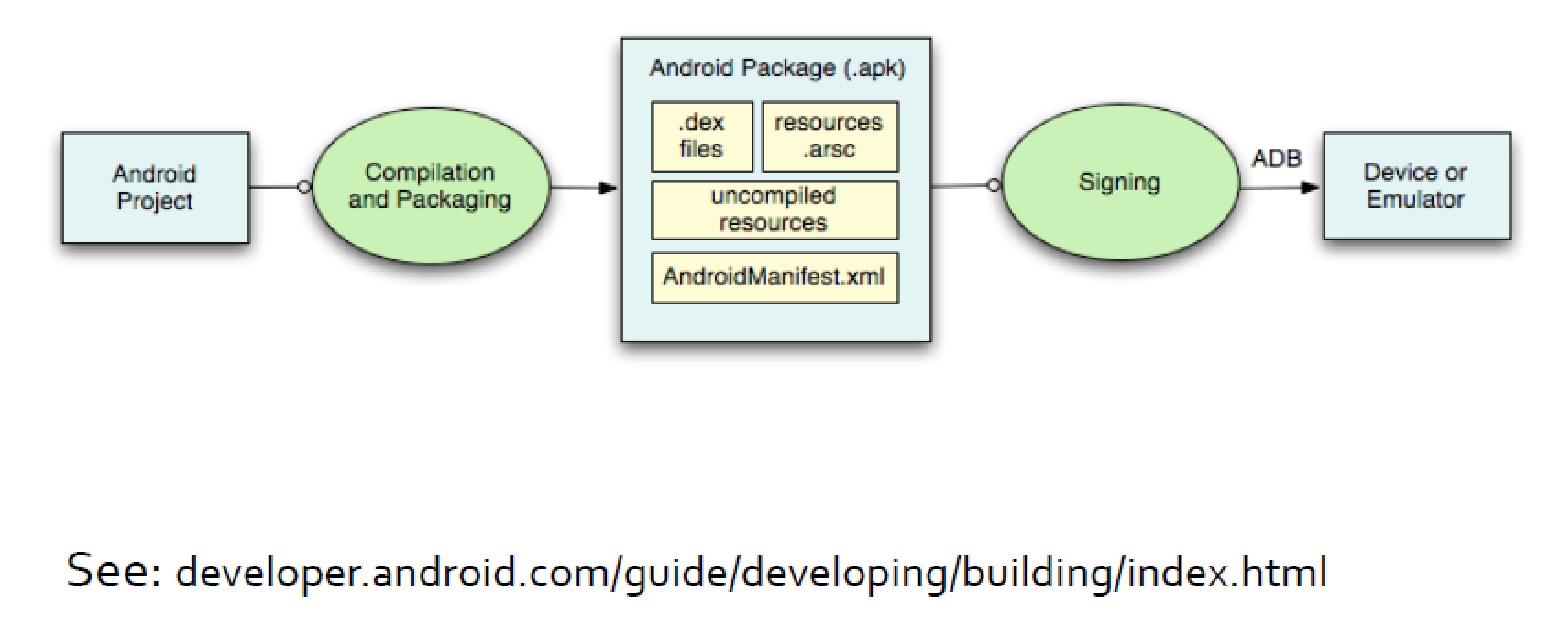 Android
Project
Compilation
and Packaging
Android Package (.apk)
.dex
files
resources
.arsc
uncompiled
resources
AndroidManifest.xml
Signing
ADB
Device or
Emulator
See: developer.android.com/guide/developing/building/index.html